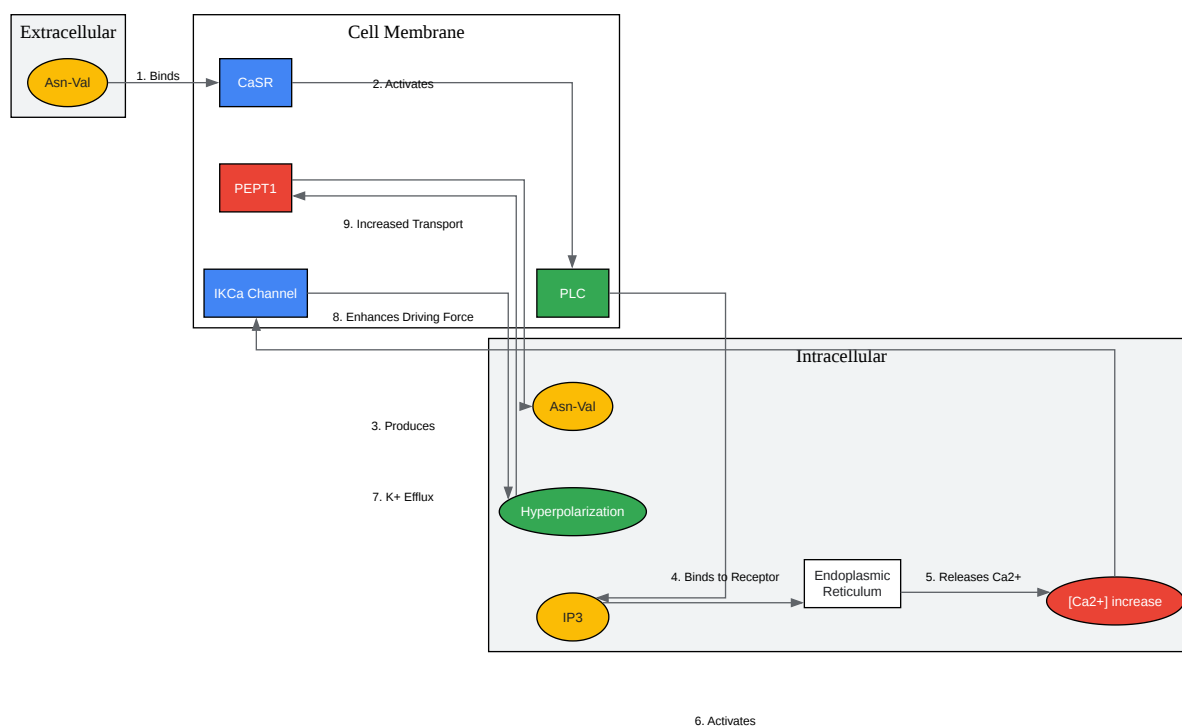 Extracellular
Cell Membrane
Asn-Val
1. Binds
CaSR
2. Activates
PEPT1
9. Increased Transport
IKCa Channel
PLC
8. Enhances Driving Force
Intracellular
Asn-Val
3. Produces
7. K+ Efflux
Hyperpolarization
4. Binds to Receptor
Endoplasmic
Reticulum
5. Releases Ca2+
[Ca2+] increase
IP3
6. Activates